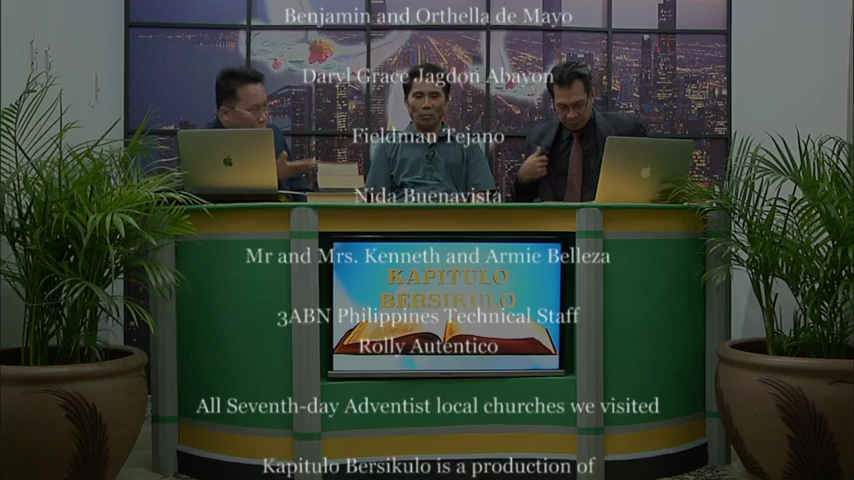 Benjamin and Orthella de Mayo
Daryl Grace Jagdon Abayon
Fieldman Tejano
Nida Buenavista
Mr and Mrs. Kenneth and Armie Belleza
KAPITULO
BERSIKULO
3ABN Philippines Technical Staff
Rolly Autentico
All Seventh-day Adventist local churches we visited
Kapitulo Bersikulo is a production of